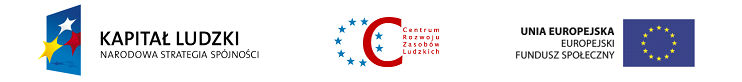 KAPITAŁ LUDZKI
NARODOWA STRATEGIA SPÓJNOŚCI
C
Centrum
Rozwoju
Zasobów
Ludzkich
UNIA EUROPEJSKA
EUROPEJSKI
FUNDUSZ SPOŁECZNY